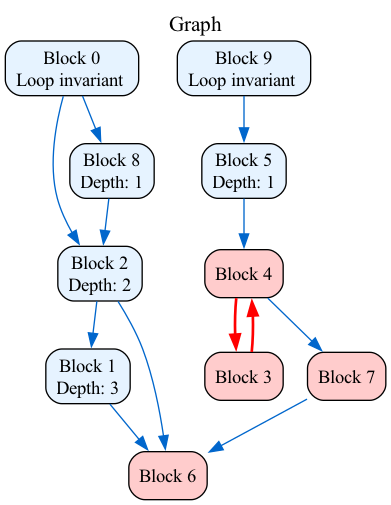 Graph
Block 0
Loop invariant
Block 9
Loop invariant
Block 8
Depth: 1
Block 5
Depth: 1
Block 2
Depth: 2
Block 4
Block 1
Depth: 3
Block 3
Block 7
Block 6